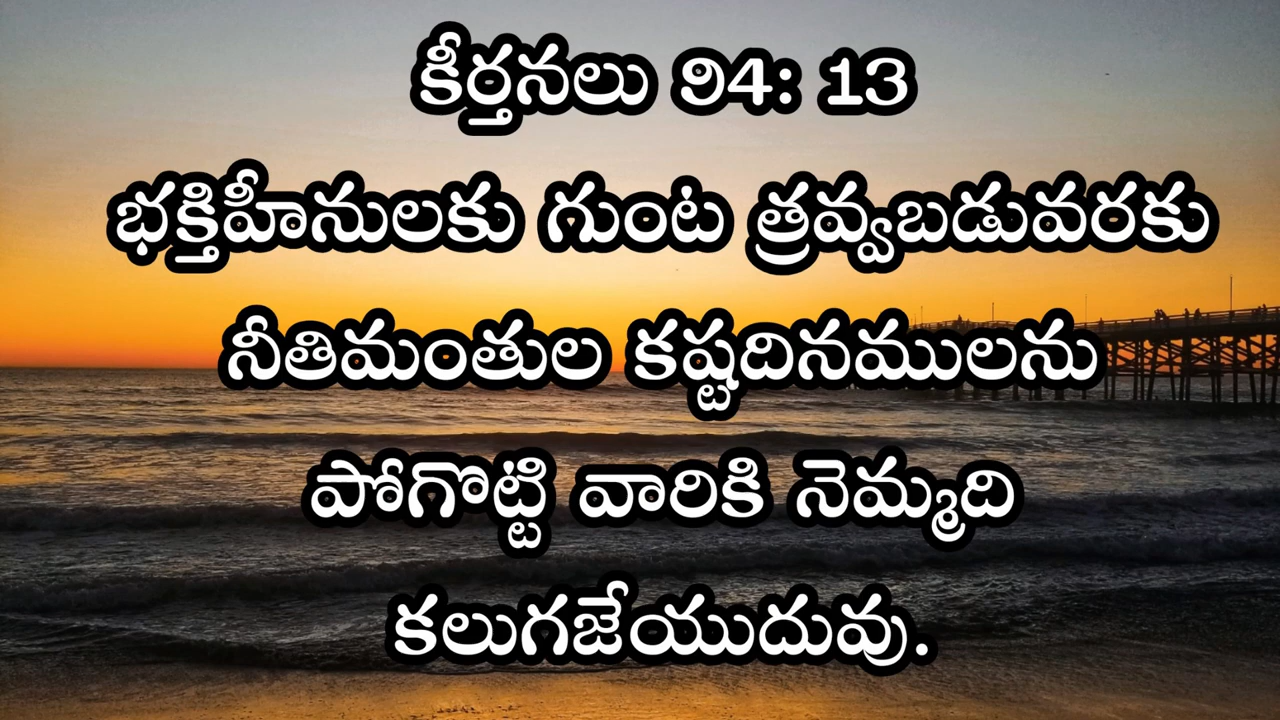 కీర్తనలు 94: 13
భక్తిహీనులకు గుంట త్రవ్వబడువరకు
నీతిమంతుల కష్టదినములను
పోగొట్టి వారికి నెమ్మది
కలుగజేయుదువు.